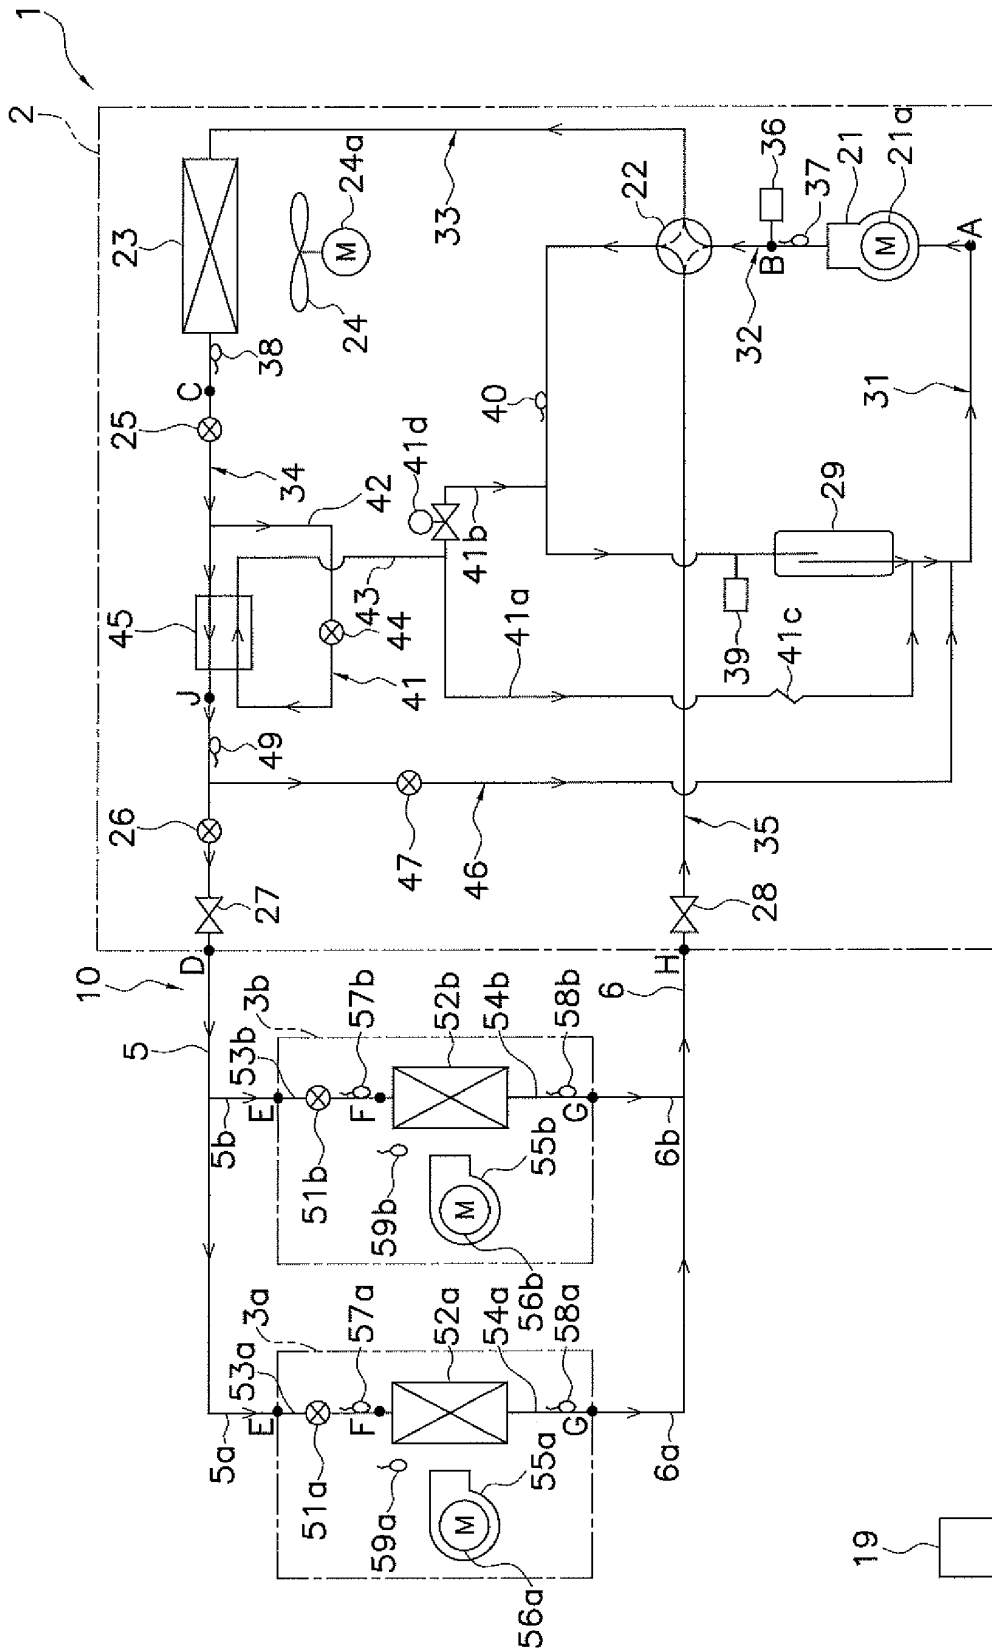 1
2
23
24a
M
24
33
22
36
37
21
21a
M
B
A
32
38
C
25
34
42
40
41d
41b
43
45
44
41
41a
29
31
39
41c
J
49
26
47
46
27
35
28
D
H
10
5
6
3b
57b
52b
54b
58b
53b
E
F
G
5b
51b
59b
M
55b
56b
6b
3a
57a
52a
54a
58a
53a
E
F
G
5a
51a
59a
M
55a
56a
6a
19